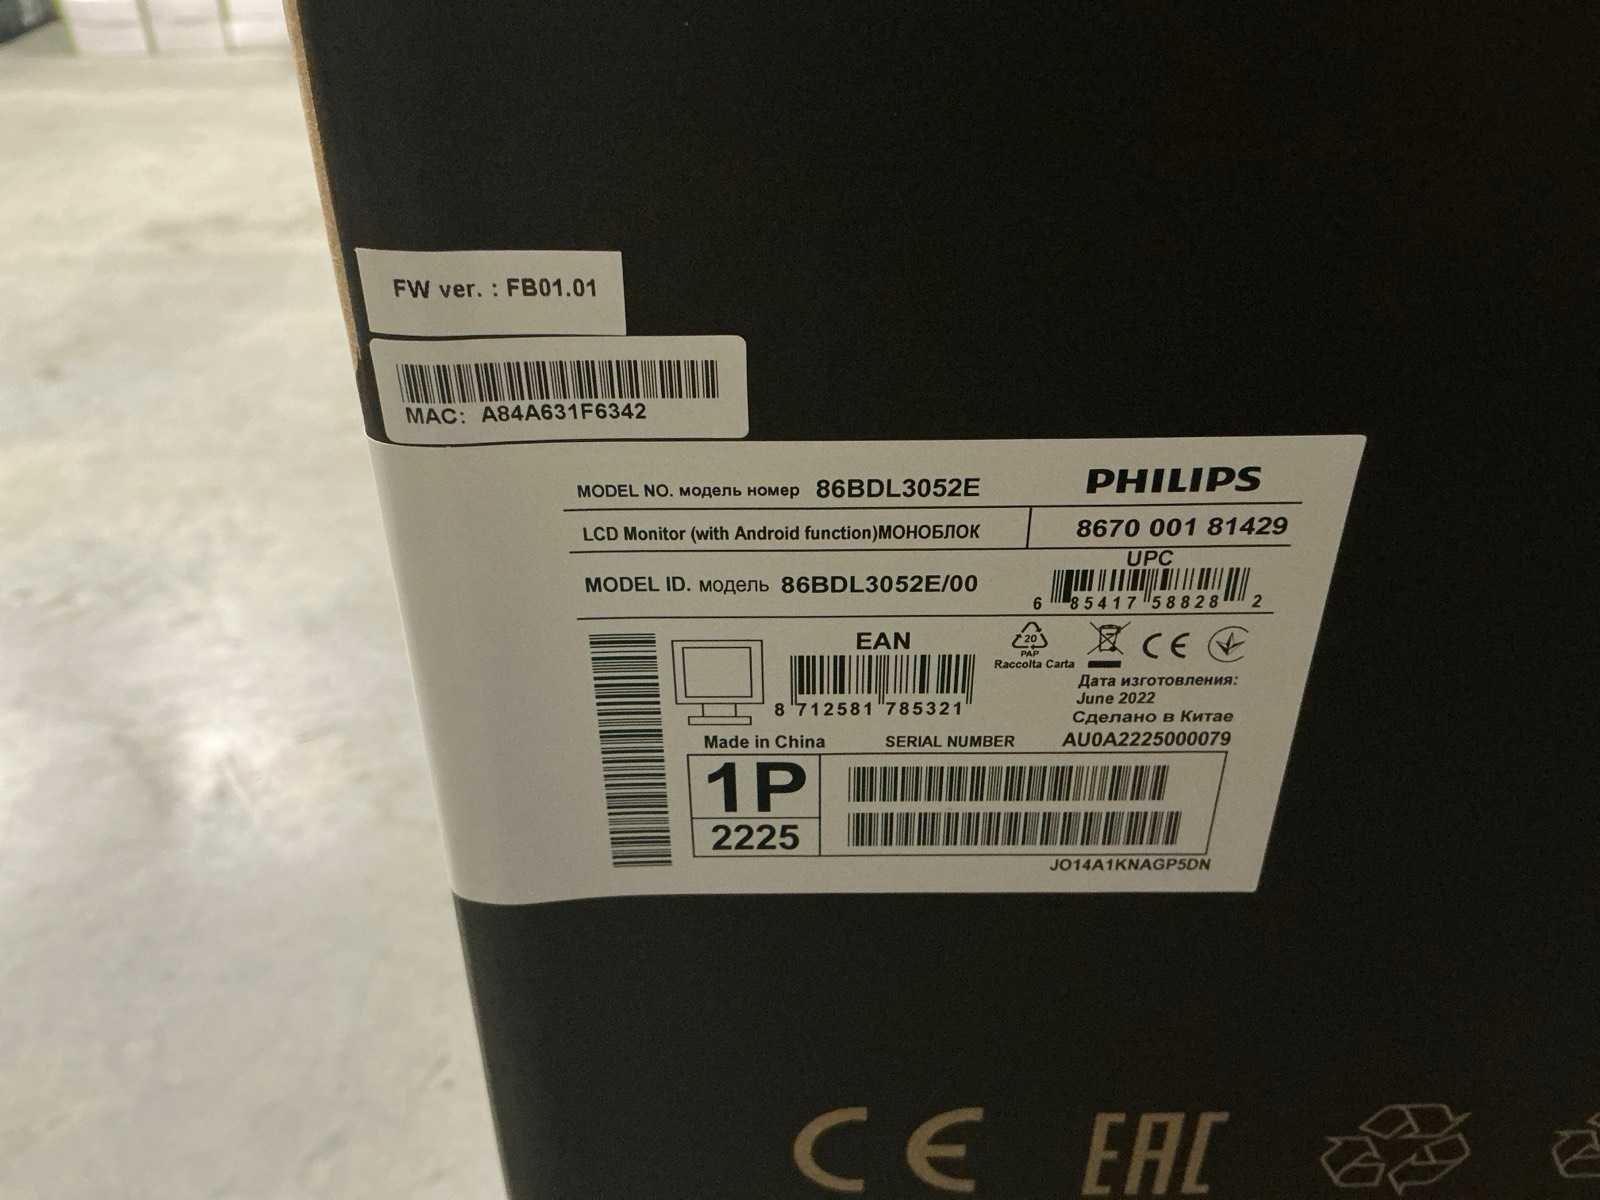 FW ver. : FB01.01
MAC: A84A631F6342
MODEL NO. модель номер 86BDL3052E
PHILIPS
LCD Monitor (with Android function)МОНОБЛОК
8670 001 81429
UPC
MODEL ID. модель 86BDL3052E/00
6 85417 58828 2
EAN
20
PAP
Raccolta Carta
CE
8 712581 785321
Дата изготовления:
June 2022
Сделано в Китае
Made in China
SERIAL NUMBER
AU0A2225000079
1P
2225
JO14A1KNAGP5DN
CE EAC